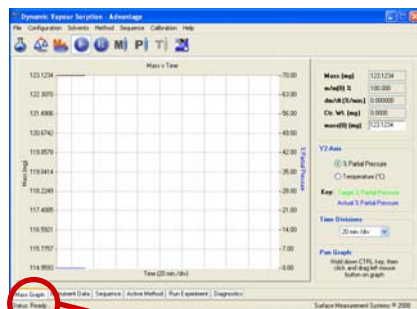 Dynamic Vapour Sorption - Advantage
File Configuration Solvents Method Sequence Calibration Help
M P T
Mass v Time
123.1234
122.3070
121.4906
120.6742
119.8578
119.0414
118.2249
117.4085
116.5921
115.7757
114.9593
Mass (mg)
70.00
63.00
56.00
49.00
42.00
35.00
28.00
21.00
14.00
7.00
0.00
% Partial Pressure
Time (20 min./div)
Mass (mg) 123.1234
m/m(0) % 100.000
dm/dt (%/min.) 0.000000
Ctr. Wt. (mg) 0.0000
mass(0) (mg) 123.1234
Y2-Axis
% Partial Pressure
Temperature (°C)
Key: Target % Partial Pressure
Actual % Partial Pressure
Time Divisions
20 min./div
Pan Graph:
Hold down CTRL key, then
click and drag left mouse
button on graph
Mass Graph Instrument Data Sequence Active Method Run Experiment Diagnostics
Status: Ready
Surface Measurement Systems ©